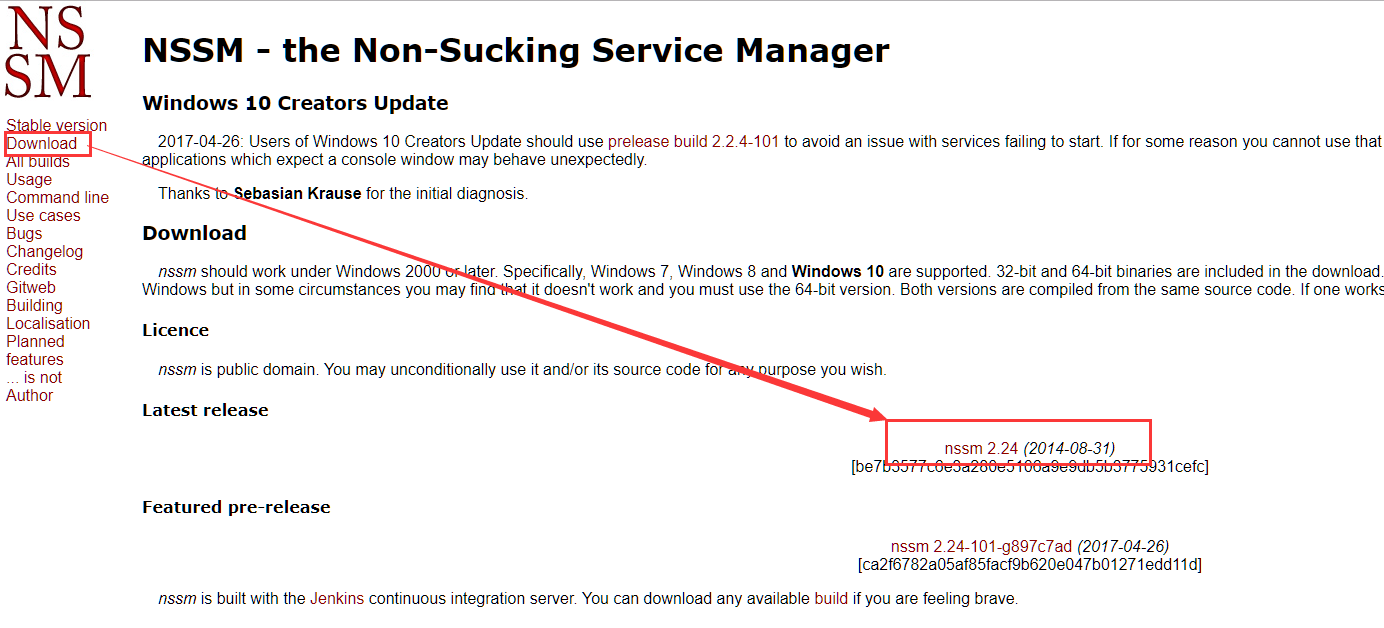 NS
SM
Stable version
Download
All builds
Usage
Command line
Use cases
Bugs
Changelog
Credits
Gitweb
Building
Localisation
Planned
features
... is not
Author
NSSM - the Non-Sucking Service Manager
Windows 10 Creators Update
2017-04-26: Users of Windows 10 Creators Update should use prelease build 2.2.4-101 to avoid an issue with services failing to start. If for some reason you cannot use that
applications which expect a console window may behave unexpectedly.
Thanks to Sebasian Krause for the initial diagnosis.
Download
nssm should work under Windows 2000 or later. Specifically, Windows 7, Windows 8 and Windows 10 are supported. 32-bit and 64-bit binaries are included in the download.
Windows but in some circumstances you may find that it doesn't work and you must use the 64-bit version. Both versions are compiled from the same source code. If one works
Licence
nssm is public domain. You may unconditionally use it and/or its source code for any purpose you wish.
Latest release
nssm 2.24 (2014-08-31)
[be7b3577c6e3a280e5106a9e9db5b3775931cefc]
Featured pre-release
nssm 2.24-101-g897c7ad (2017-04-26)
[ca2f6782a05af85facf9b620e047b01271edd11d]
nssm is built with the Jenkins continuous integration server. You can download any available build if you are feeling brave.